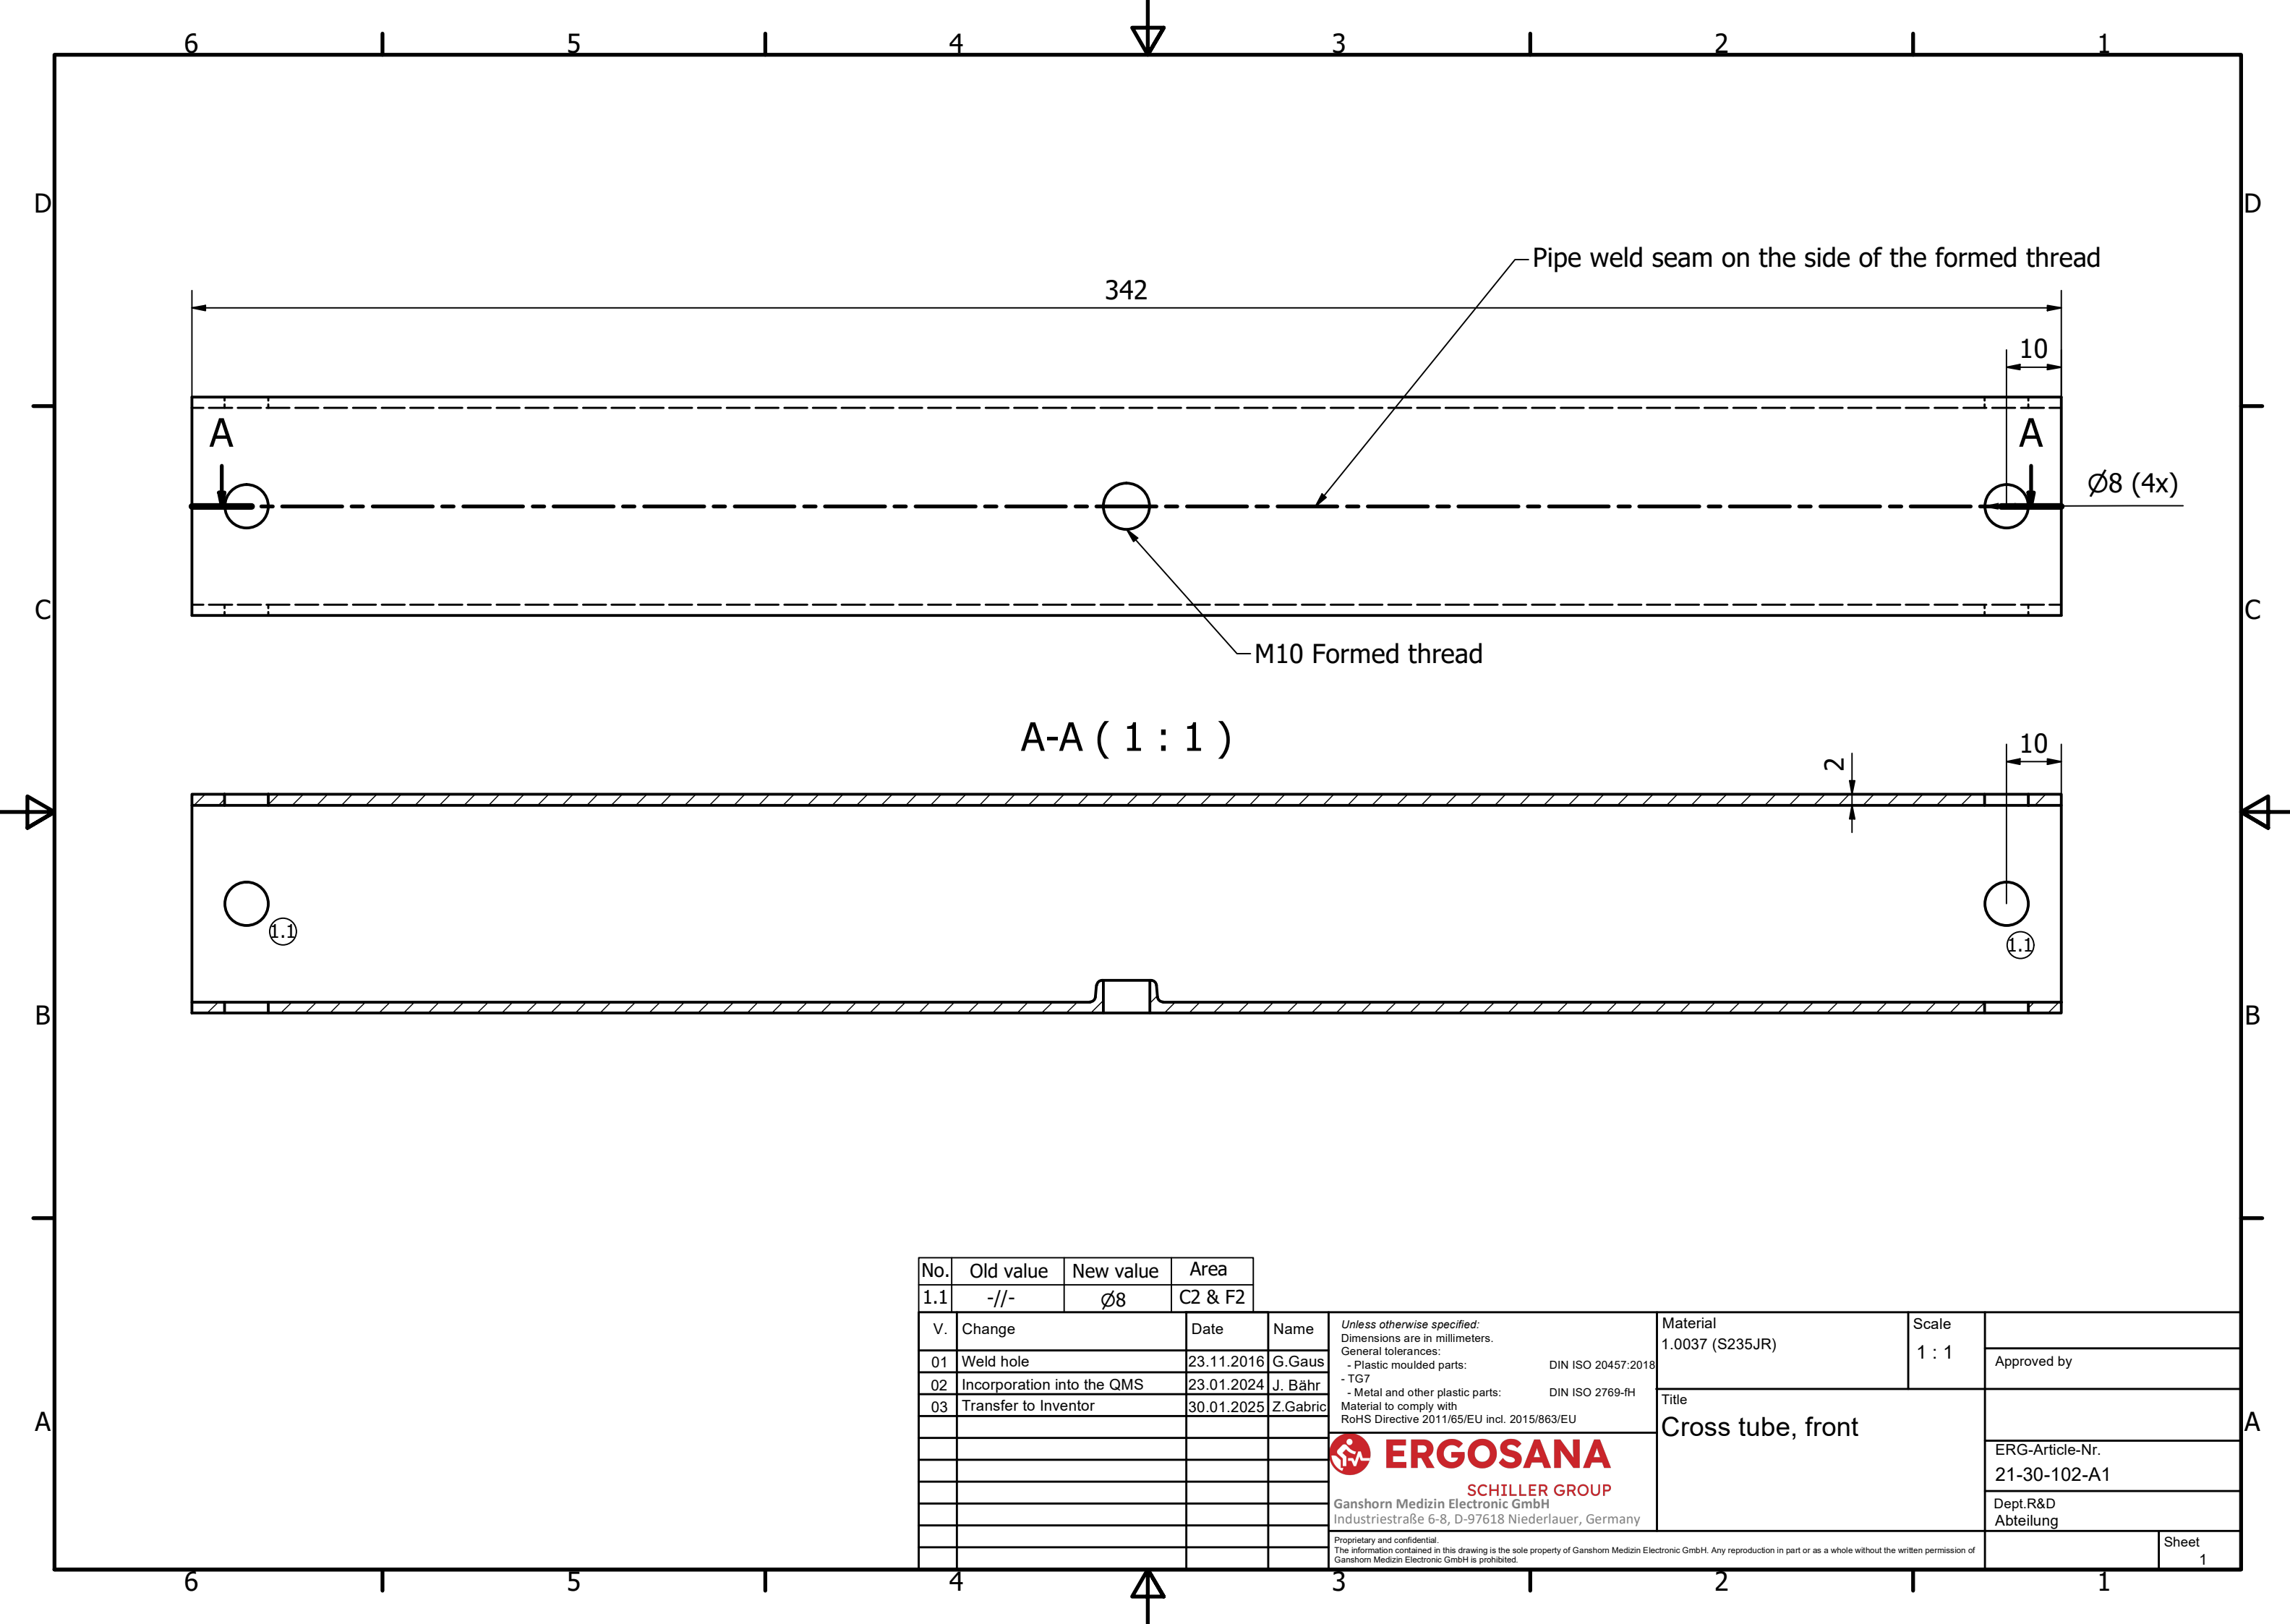 6 5 4 3 2 1
D D
Pipe weld seam on the side of the formed thread
342
10
A A
Ø8 (4x)
C C
M10 Formed thread
A-A ( 1 : 1 )
10
2
1.1 1.1
B B
No. Old value New value Area
1.1 -//- Ø8 C2 & F2
V. Change Date Name
01 Weld hole 23.11.2016 G.Gaus
02 Incorporation into the QMS 23.01.2024 J. Bähr
03 Transfer to Inventor 30.01.2025 Z.Gabric
Unless otherwise specified:
Dimensions are in millimeters.
General tolerances:
- Plastic moulded parts: DIN ISO 20457:2018
- TG7
- Metal and other plastic parts: DIN ISO 2769-fH
Material to comply with
RoHS Directive 2011/65/EU incl. 2015/863/EU
Material
1.0037 (S235JR)
Scale
1 : 1
Approved by
Title
Cross tube, front
A A
ERGOSANA
SCHILLER GROUP
Ganshorn Medizin Electronic GmbH
Industriestraße 6-8, D-97618 Niederlauer, Germany
ERG-Article-Nr.
21-30-102-A1
Dept.R&D
Abteilung
Proprietary and confidential.
The information contained in this drawing is the sole property of Ganshorn Medizin Electronic GmbH. Any reproduction in part or as a whole without the written permission of
Ganshorn Medizin Electronic GmbH is prohibited.
Sheet
1
6 5 4 3 2 1